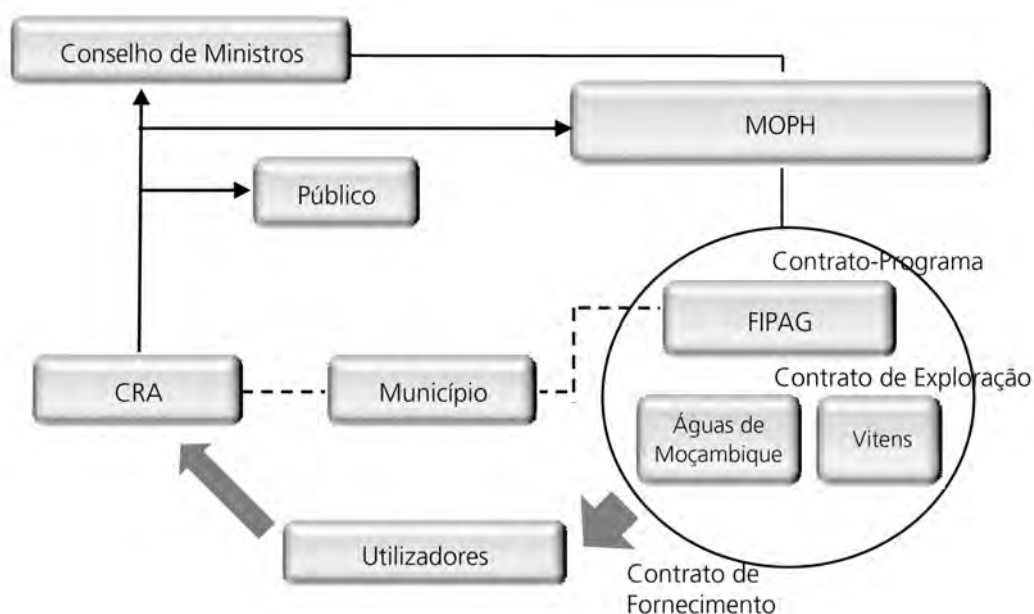 Conselho de Ministros
MOPH
Público
Contrato-Programa
FIPAG
CRA
Município
Contrato de Exploração
Águas de
Moçambique
Vitens
Utilizadores
Contrato de
Fornecimento